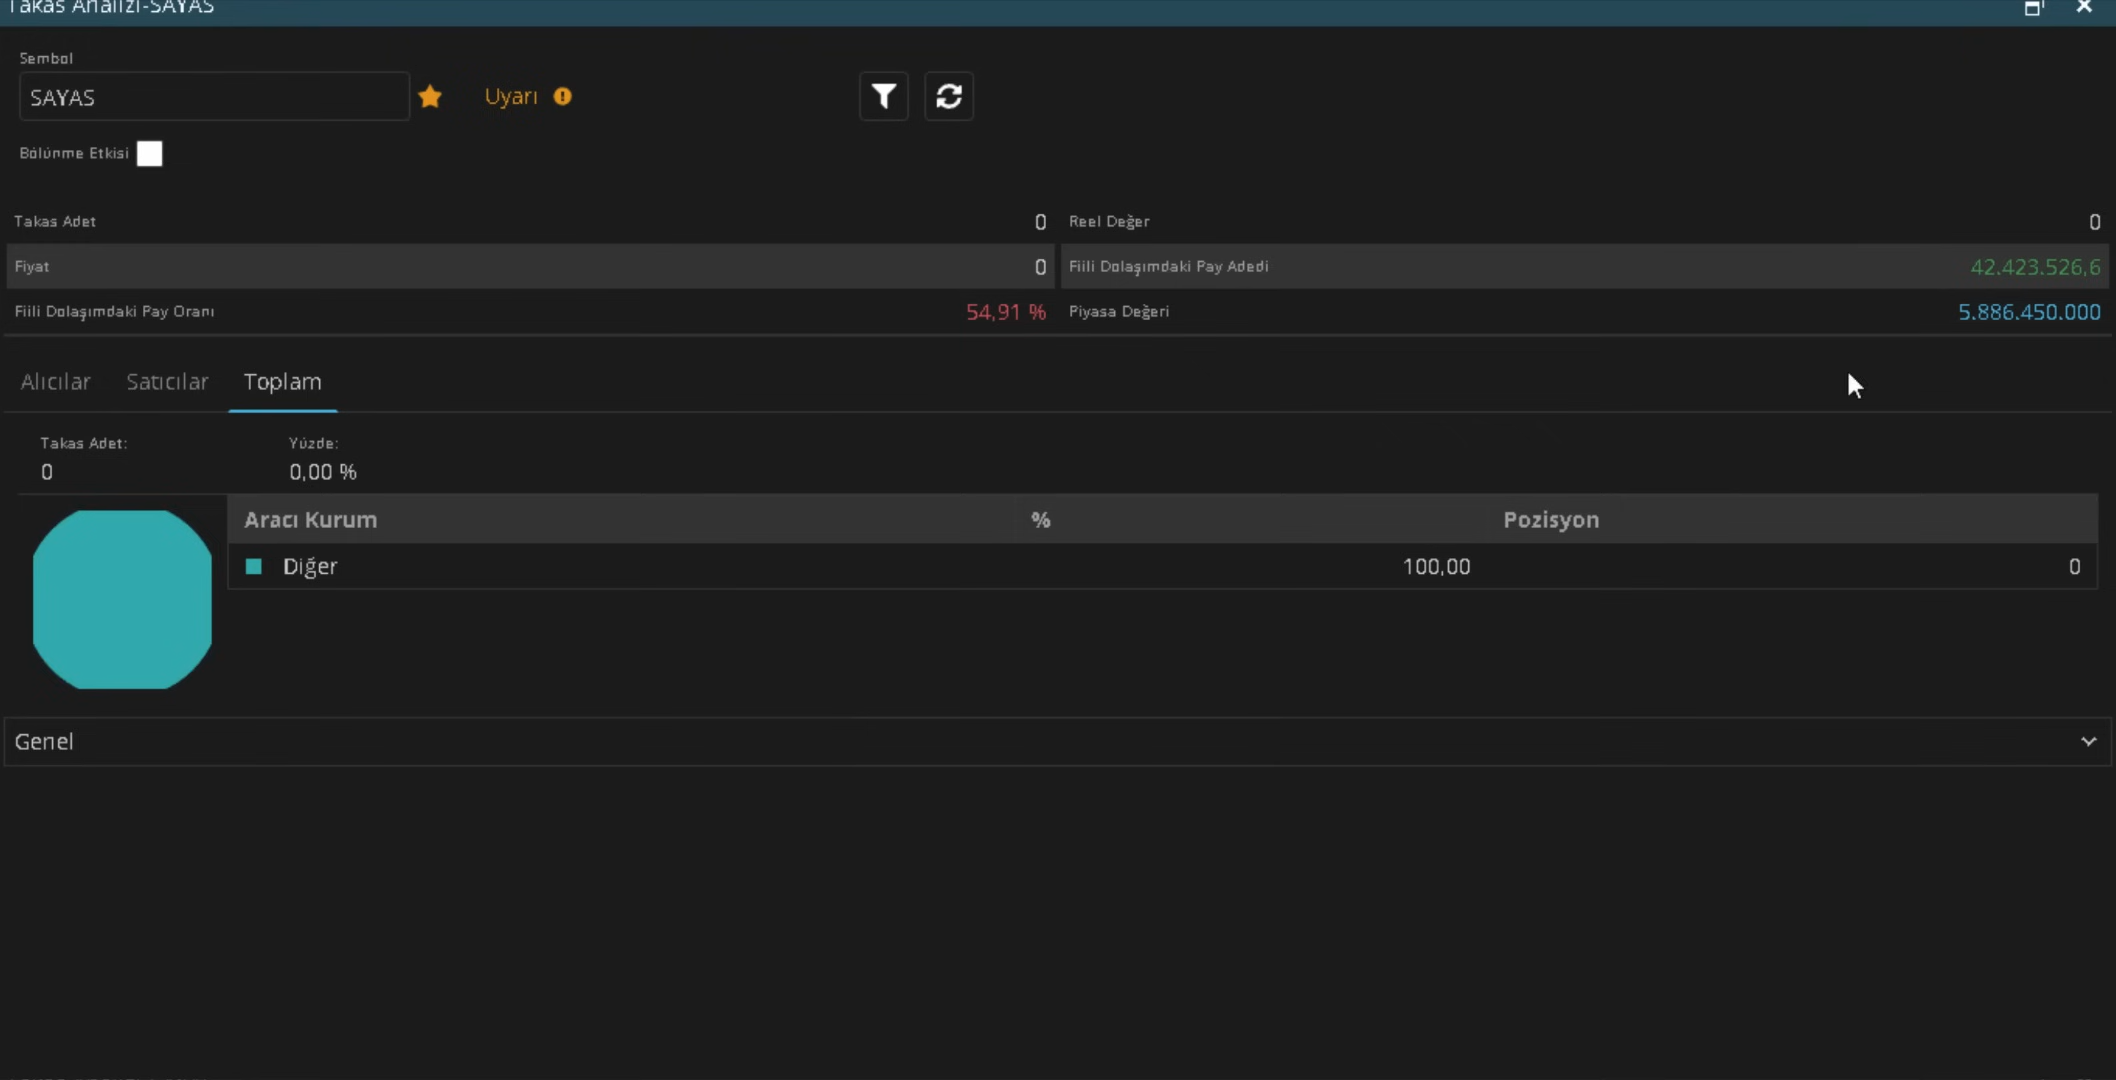 Takas Analizi-SAYAS
Sembol
SAYAS
Uyarı
Bölünme Etkisi
Takas Adet 0 Reel Değer 0
Fiyat 0 Fiili Dolaşımdaki Pay Adedi 42.423.526,6
Fiili Dolaşımdaki Pay Oranı 54,91 % Piyasa Değeri 5.886.450.000
Alıcılar Satıcılar Toplam
Takas Adet: Yüzde:
0 0,00 %
Aracı Kurum % Pozisyon
Diğer 100,00 0
Genel